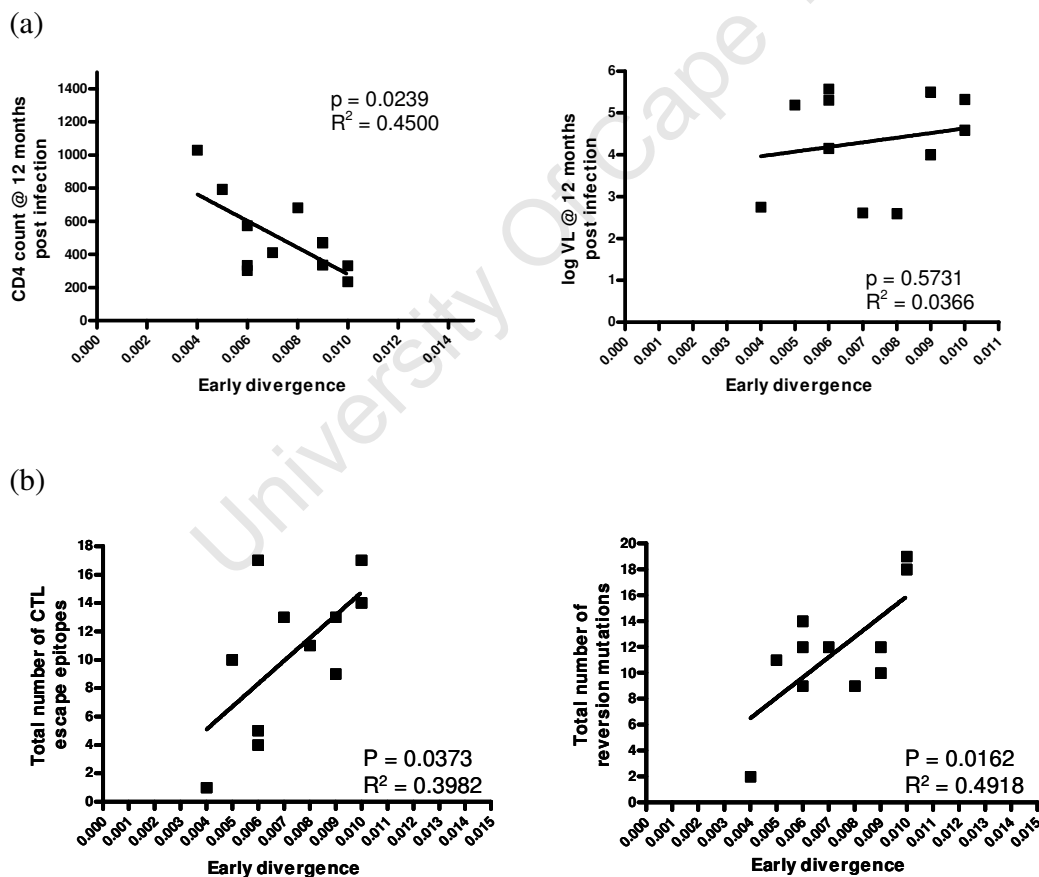 (a)
CD4 count @ 12 months
post infection
1400
1200
1000
800
600
400
200
0
p = 0.0239
R² = 0.4500
0.000 0.002 0.004 0.006 0.008 0.010 0.012 0.014
Early divergence
log VL @ 12 months
post infection
6
5
4
3
2
1
0
p = 0.5731
R² = 0.0366
0.000 0.001 0.002 0.003 0.004 0.005 0.006 0.007 0.008 0.009 0.010 0.011
Early divergence
University Of Cape
(b)
Total number of CTL
escape epitopes
18
16
14
12
10
8
6
4
2
0
P = 0.0373
R² = 0.3982
0.000 0.001 0.002 0.003 0.004 0.005 0.006 0.007 0.008 0.009 0.010 0.011 0.012 0.013 0.014 0.015
Early divergence
Total number of
reversion mutations
20
18
16
14
12
10
8
6
4
2
0
P = 0.0162
R² = 0.4918
0.000 0.001 0.002 0.003 0.004 0.005 0.006 0.007 0.008 0.009 0.010 0.011 0.012 0.013 0.014 0.015
Early divergence